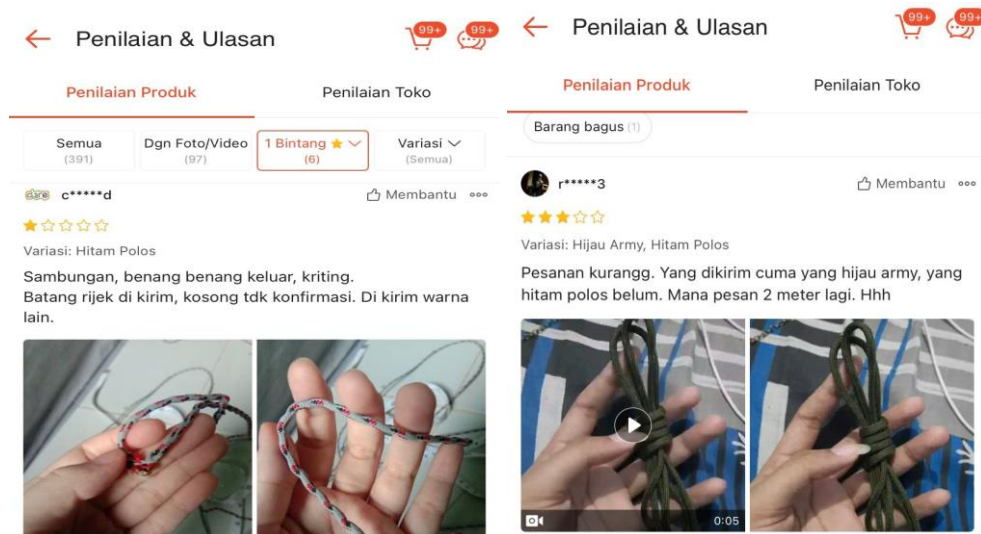 Penilaian & Ulasan
99+
99+
Penilaian Produk
Penilaian Toko
Semua
(391)
Dgn Foto/Video
(97)
1 Bintang
(6)
Variasi
(Semua)
c*****d
Membantu
Variasi: Hitam Polos
Sambungan, benang benang keluar, kriting.
Batang rijek di kirim, kosong tdk konfirmasi. Di kirim warna
lain.
Penilaian & Ulasan
99+
99+
Penilaian Produk
Penilaian Toko
Barang bagus (1)
r*****3
Membantu
Variasi: Hijau Army, Hitam Polos
Pesanan kurangg. Yang dikirim cuma yang hijau army, yang
hitam polos belum. Mana pesan 2 meter lagi. Hhh
0:05